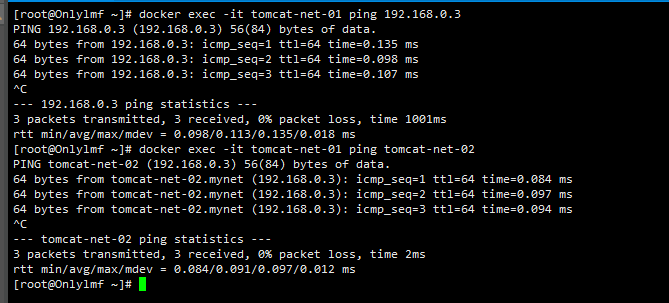 [root@Onlylmf ~]# docker exec -it tomcat-net-01 ping 192.168.0.3
PING 192.168.0.3 (192.168.0.3) 56(84) bytes of data.
64 bytes from 192.168.0.3: icmp_seq=1 ttl=64 time=0.135 ms
64 bytes from 192.168.0.3: icmp_seq=2 ttl=64 time=0.098 ms
64 bytes from 192.168.0.3: icmp_seq=3 ttl=64 time=0.107 ms
^C
--- 192.168.0.3 ping statistics ---
3 packets transmitted, 3 received, 0% packet loss, time 1001ms
rtt min/avg/max/mdev = 0.098/0.113/0.135/0.018 ms
[root@Onlylmf ~]# docker exec -it tomcat-net-01 ping tomcat-net-02
PING tomcat-net-02 (192.168.0.3) 56(84) bytes of data.
64 bytes from tomcat-net-02.mynet (192.168.0.3): icmp_seq=1 ttl=64 time=0.084 ms
64 bytes from tomcat-net-02.mynet (192.168.0.3): icmp_seq=2 ttl=64 time=0.097 ms
64 bytes from tomcat-net-02.mynet (192.168.0.3): icmp_seq=3 ttl=64 time=0.094 ms
^C
--- tomcat-net-02 ping statistics ---
3 packets transmitted, 3 received, 0% packet loss, time 2ms
rtt min/avg/max/mdev = 0.084/0.091/0.097/0.012 ms
[root@Onlylmf ~]#